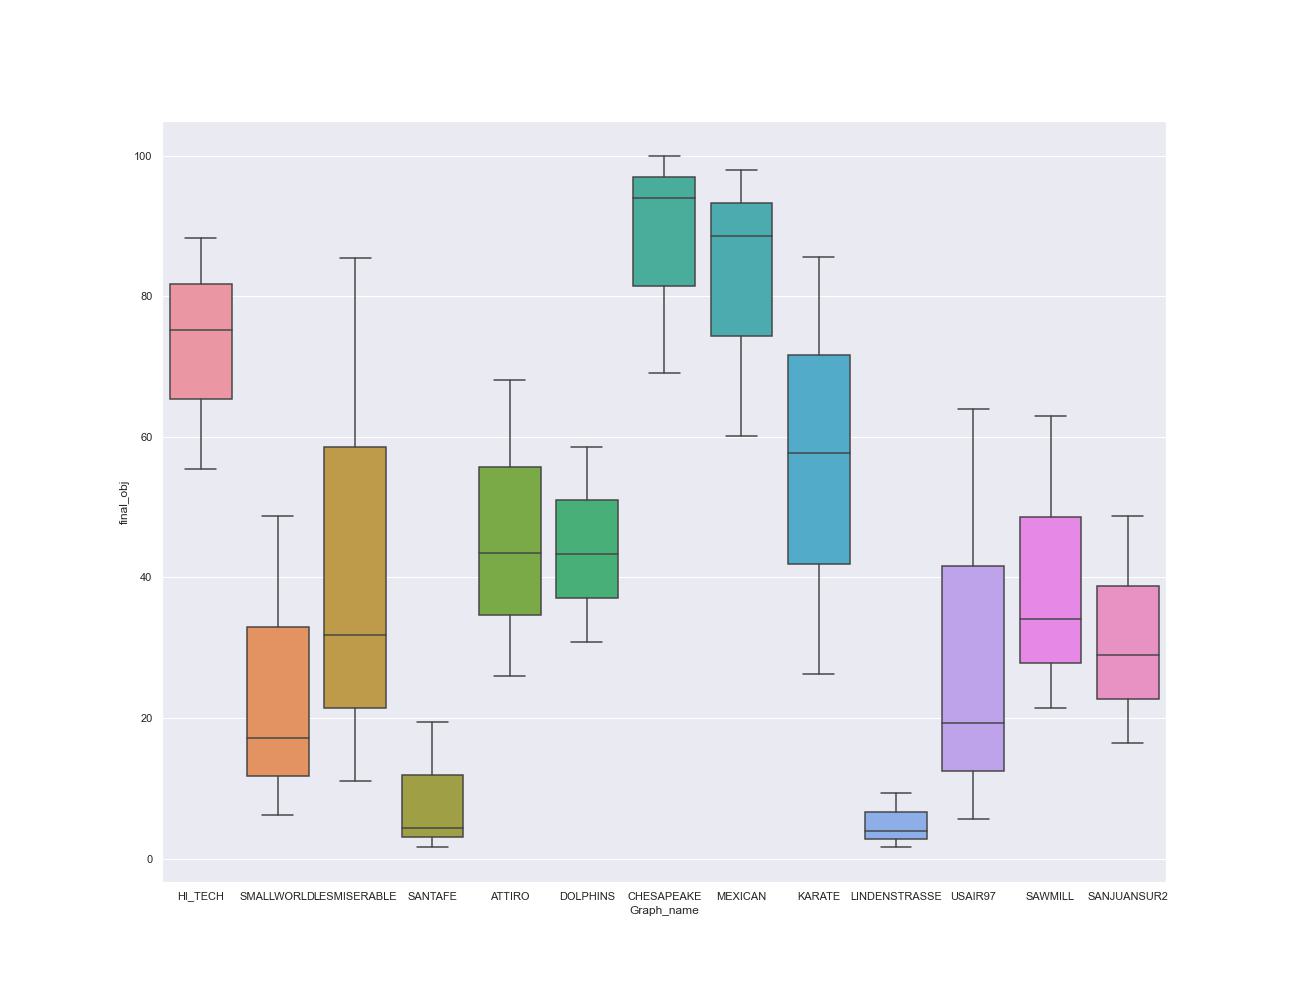 100
80
60
40
20
0
final_obj
HI_TECH SMALLWORLD LESMISERABLE SANTAFE ATTIRO DOLPHINS CHESAPEAKE MEXICAN KARATE LINDENSTRASSE USAIR97 SAWMILL SANJUANSUR2
Graph_name